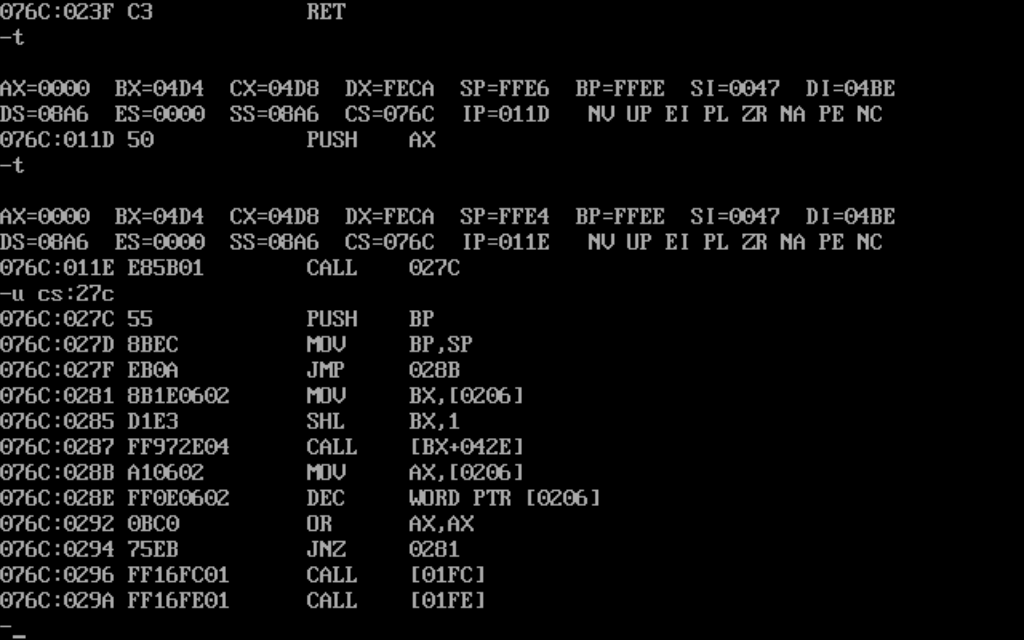 076C:023F C3            RET
-t

AX=0000  BX=04D4  CX=04D8  DX=FECA  SP=FFE6  BP=FFEE  SI=0047  DI=04BE
DS=08A6  ES=0000  SS=08A6  CS=076C  IP=011D   NV UP EI PL ZR NA PE NC
076C:011D 50            PUSH    AX
-t

AX=0000  BX=04D4  CX=04D8  DX=FECA  SP=FFE4  BP=FFEE  SI=0047  DI=04BE
DS=08A6  ES=0000  SS=08A6  CS=076C  IP=011E   NV UP EI PL ZR NA PE NC
076C:011E E85B01        CALL    027C
-u cs:27c
076C:027C 55            PUSH    BP
076C:027D 8BEC          MOV     BP,SP
076C:027F EB0A          JMP     028B
076C:0281 8B1E0602      MOV     BX,[0206]
076C:0285 D1E3          SHL     BX,1
076C:0287 FF972E04      CALL    [BX+042E]
076C:028B A10602        MOV     AX,[0206]
076C:028E FF0E0602      DEC     WORD PTR [0206]
076C:0292 0BC0          OR      AX,AX
076C:0294 75EB          JNZ     0281
076C:0296 FF16FC01      CALL    [01FC]
076C:029A FF16FE01      CALL    [01FE]
-_